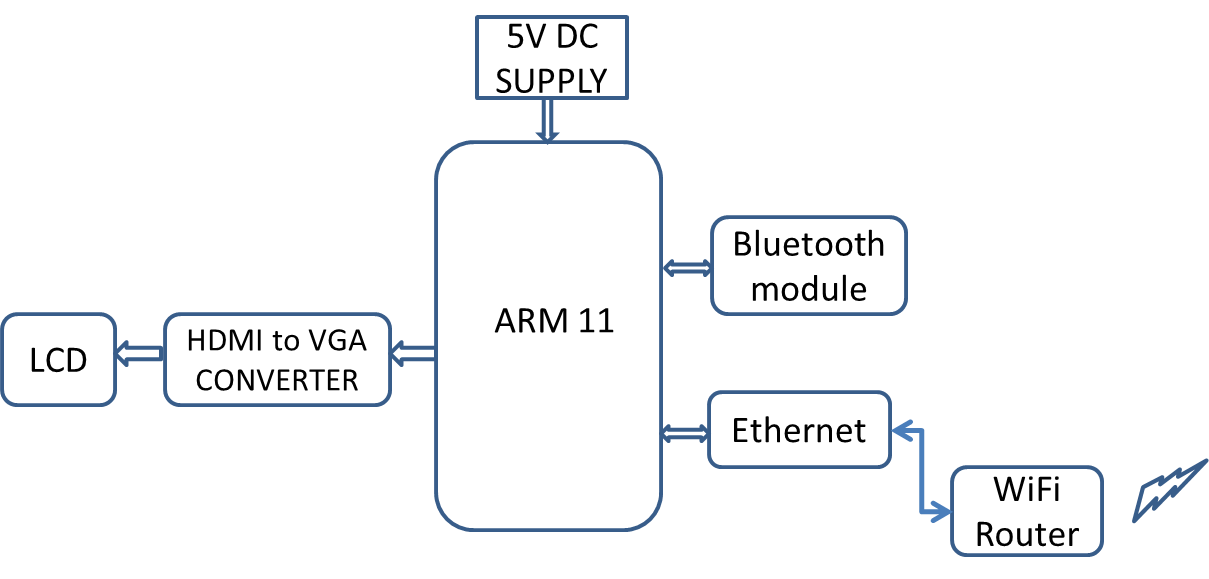 5V DC
SUPPLY
Bluetooth
module
ARM 11
HDMI to VGA
CONVERTER
LCD
Ethernet
WiFi
Router